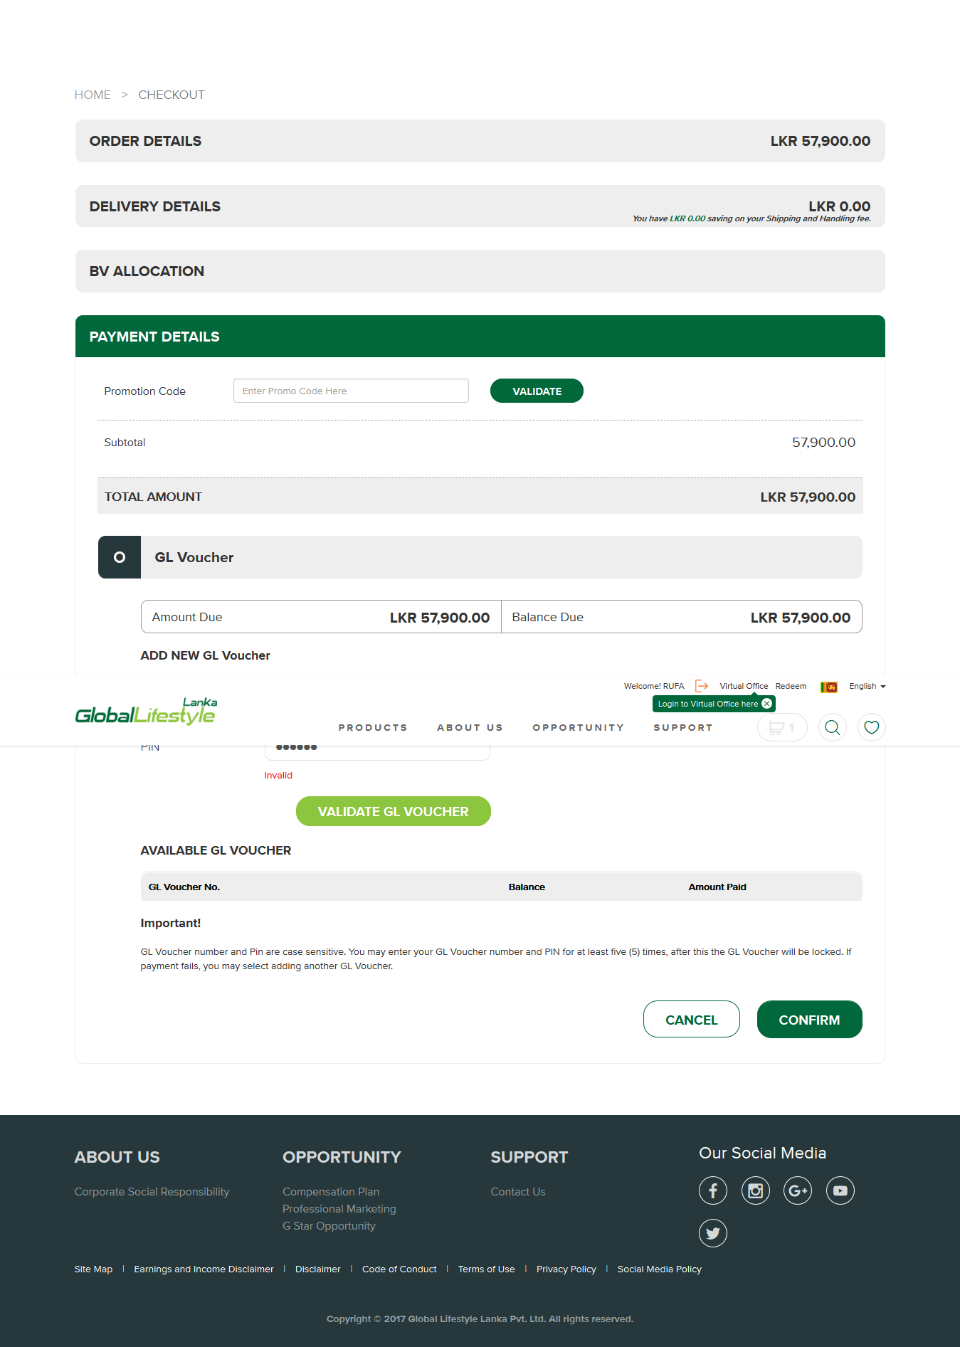 HOME > CHECKOUT
ORDER DETAILS LKR 57,900.00
DELIVERY DETAILS LKR 0.00
You have LKR 0.00 saving on your Shipping and Handling fee.
BV ALLOCATION
PAYMENT DETAILS
Promotion Code Enter Promo Code Here VALIDATE
Subtotal 57,900.00
TOTAL AMOUNT LKR 57,900.00
GL Voucher
Amount Due LKR 57,900.00 Balance Due LKR 57,900.00
ADD NEW GL Voucher
Welcome! RUFA Virtual Office Redeem English
Login to Virtual Office here
Lanka
GlobalLifestyle
PRODUCTS ABOUT US OPPORTUNITY SUPPORT 1
PIN
Invalid
VALIDATE GL VOUCHER
AVAILABLE GL VOUCHER
GL Voucher No. Balance Amount Paid
Important!
GL Voucher number and Pin are case sensitive. You may enter your GL Voucher number and PIN for at least five (5) times, after this the GL Voucher will be locked. If
payment fails, you may select adding another GL Voucher.
CANCEL CONFIRM
ABOUT US OPPORTUNITY SUPPORT Our Social Media
Corporate Social Responsibility Compensation Plan Contact Us
Professional Marketing
G Star Opportunity
Site Map | Earnings and Income Disclaimer | Disclaimer | Code of Conduct | Terms of Use | Privacy Policy | Social Media Policy
Copyright © 2017 Global Lifestyle Lanka Pvt. Ltd. All rights reserved.